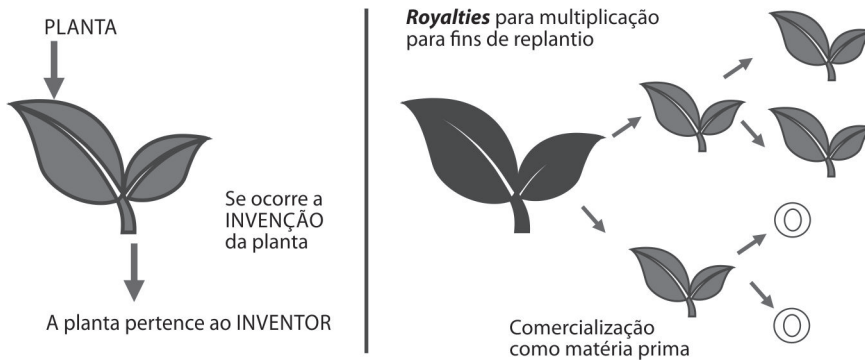 PLANTA
Se ocorre a
INVENÇÃO
da planta
A planta pertence ao INVENTOR
Royalties para multiplicação
para fins de replantio
Comercialização
como matéria prima